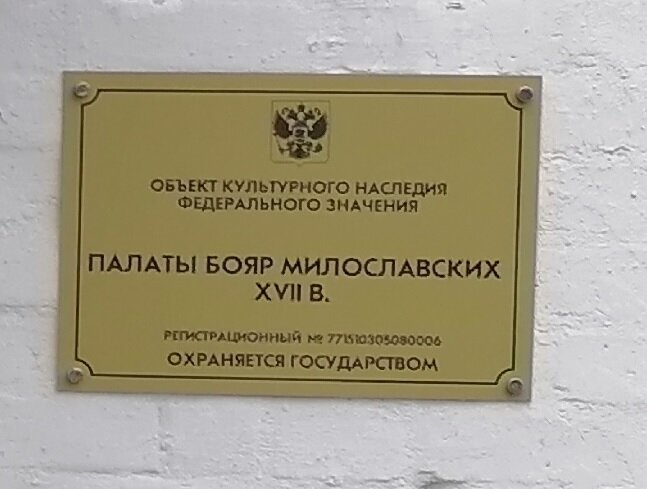 ОБЪЕКТ КУЛЬТУРНОГО НАСЛЕДИЯ
ФЕДЕРАЛЬНОГО ЗНАЧЕНИЯ
ПАЛАТЫ БОЯР МИЛОСЛАВСКИХ
XVII В.
РЕГИСТРАЦИОННЫЙ № 771510305080006
ОХРАНЯЕТСЯ ГОСУДАРСТВОМ